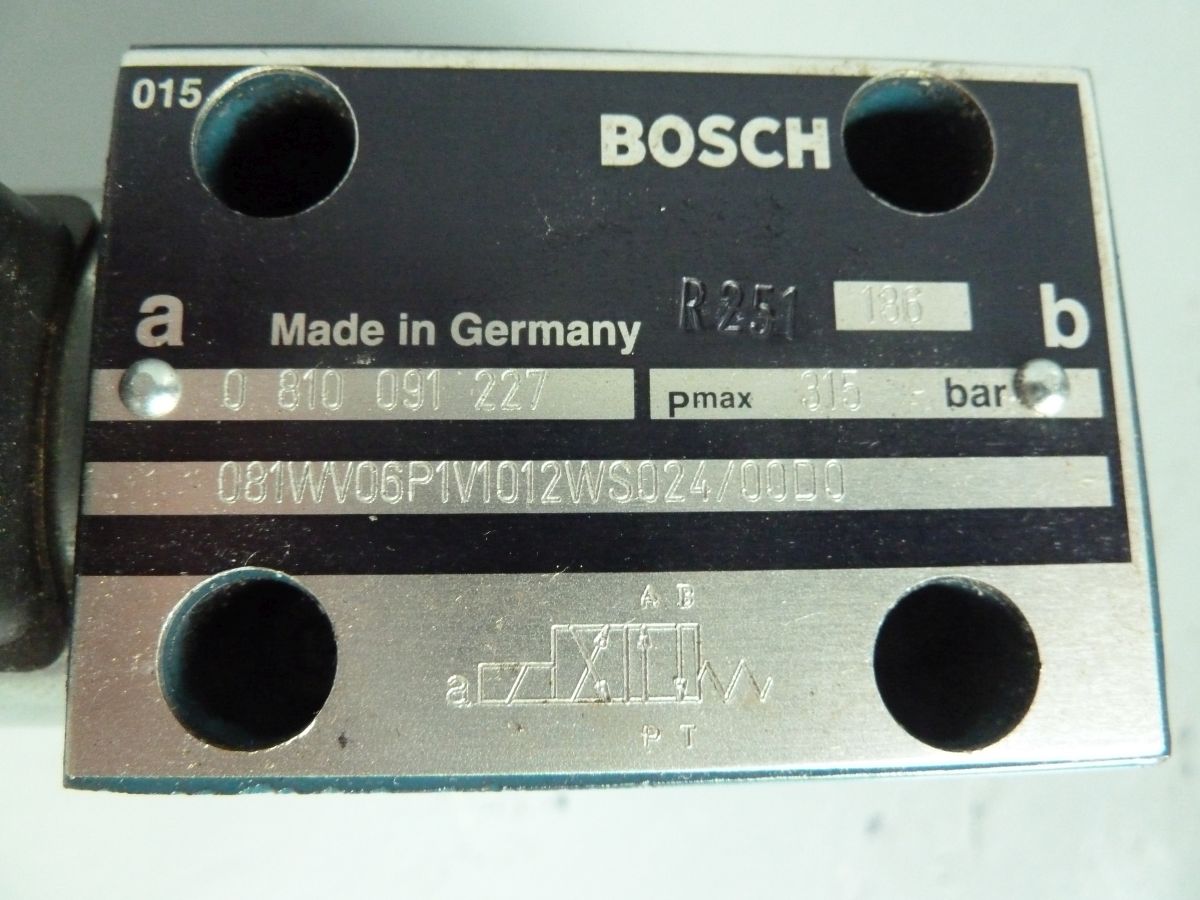 015
BOSCH
R251 186
a Made in Germany b
0 810 091 227 pmax 315 bar
081WV06P1V1012WS024/00D0
A B
a
P T